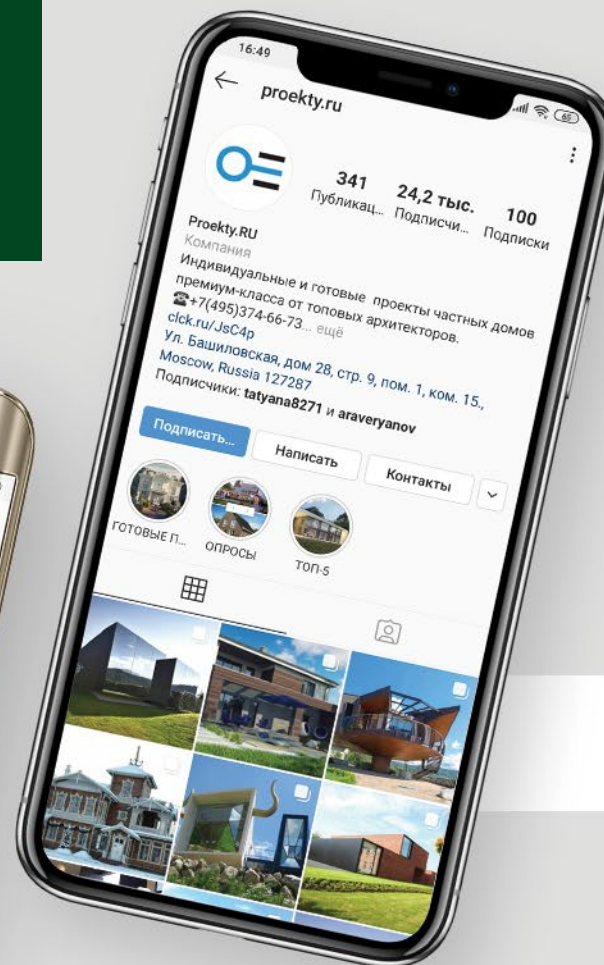 16:49
65
proekty.ru
341
Публикац...
24,2 тыс.
Подписчи...
100
Подписки
Proekty.RU
Компания
Индивидуальные и готовые проекты частных домов
премиум-класса от топовых архитекторов.
☎+7(495)374-66-73... ещё
clck.ru/JsC4p
Ул. Башиловская, дом 28, стр. 9, пом. 1, ком. 15.,
Moscow, Russia 127287
Подписчики: tatyana8271 и araveryanov
Подписать...
Написать
Контакты
ГОТОВЫЕ П...
ОПРОСЫ
ТОП-5